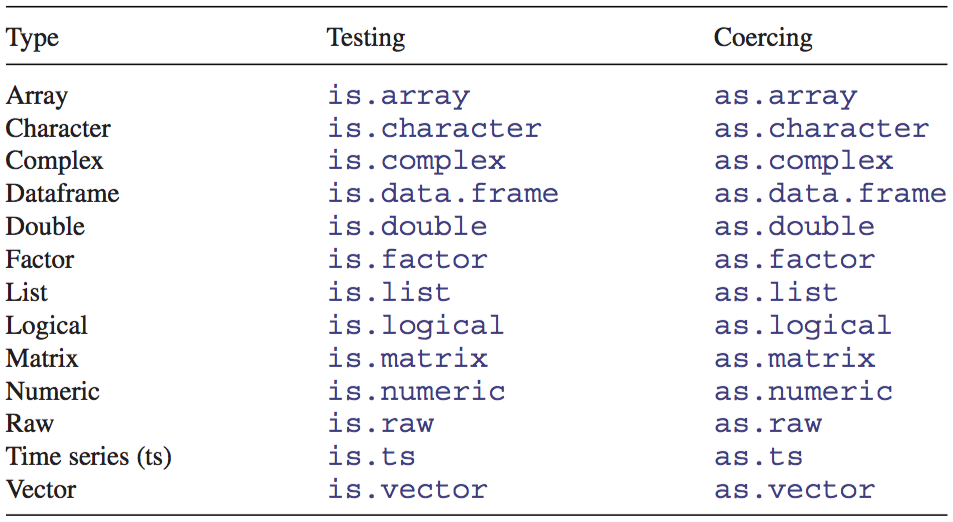 Type Testing Coercing
Array is.array as.array
Character is.character as.character
Complex is.complex as.complex
Dataframe is.data.frame as.data.frame
Double is.double as.double
Factor is.factor as.factor
List is.list as.list
Logical is.logical as.logical
Matrix is.matrix as.matrix
Numeric is.numeric as.numeric
Raw is.raw as.raw
Time series (ts) is.ts as.ts
Vector is.vector as.vector